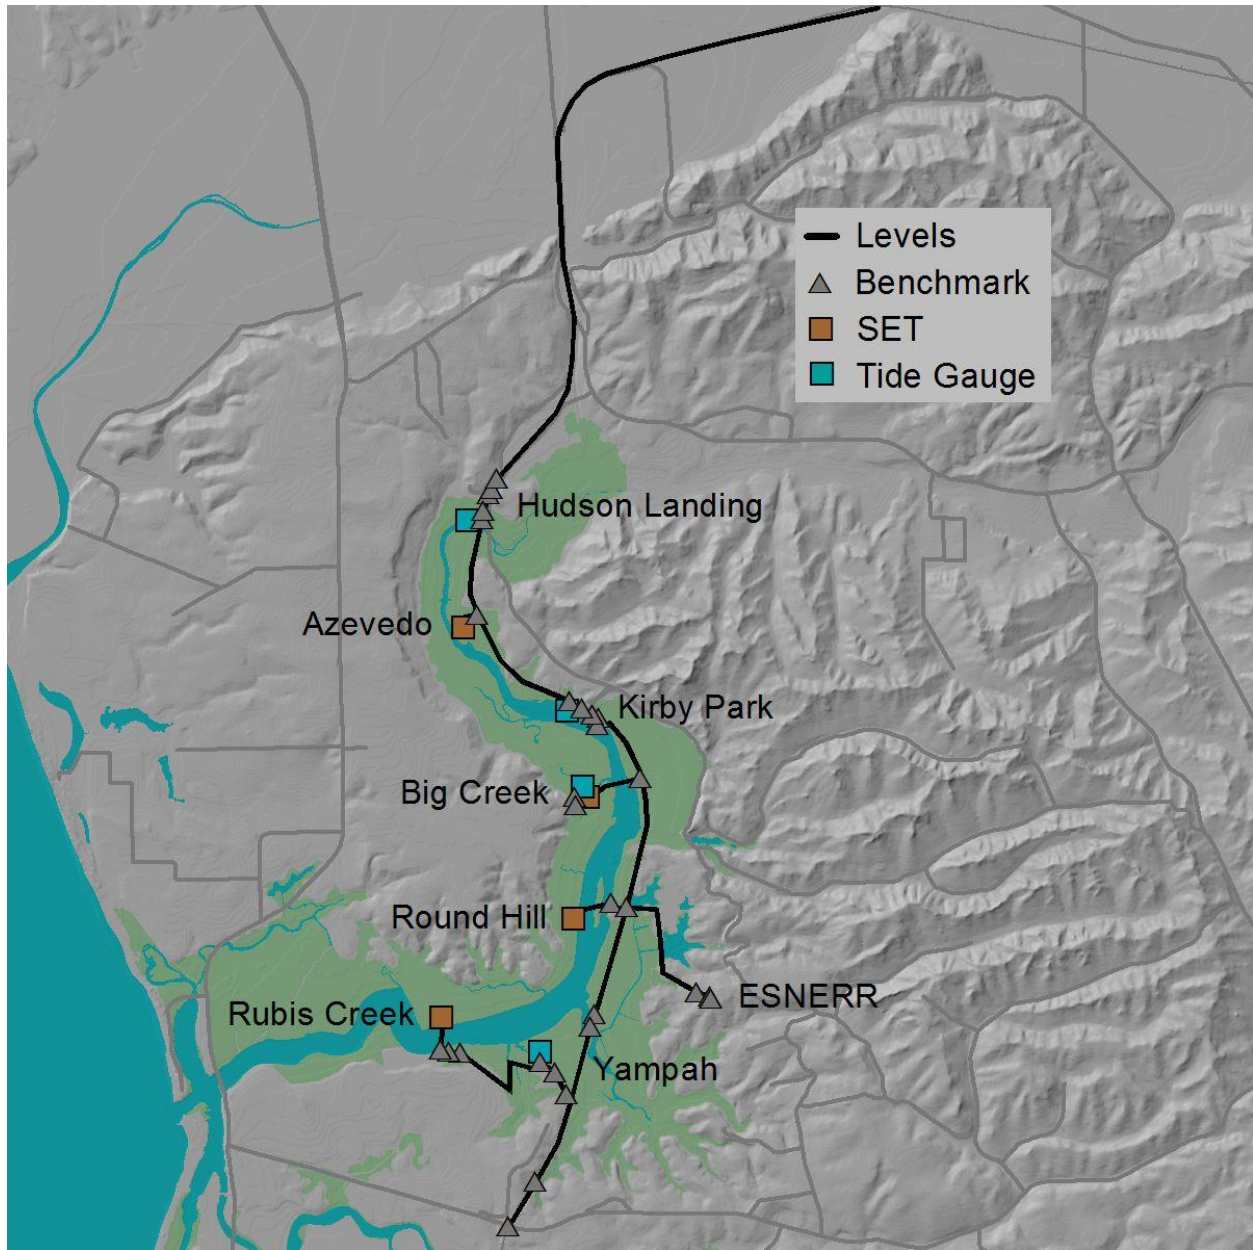 Levels
Benchmark
SET
Tide Gauge
Hudson Landing
Azevedo
Kirby Park
Big Creek
Round Hill
ESNERR
Rubis Creek
Yampah